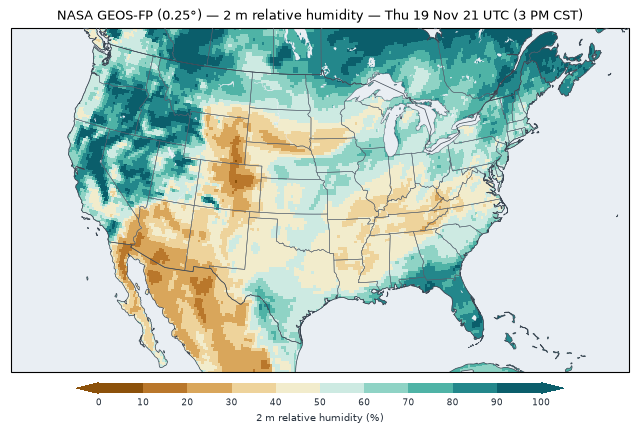 NASA GEOS-FP (0.25°) — 2 m relative humidity — Thu 19 Nov 21 UTC (3 PM CST)
0 10 20 30 40 50 60 70 80 90 100
2 m relative humidity (%)